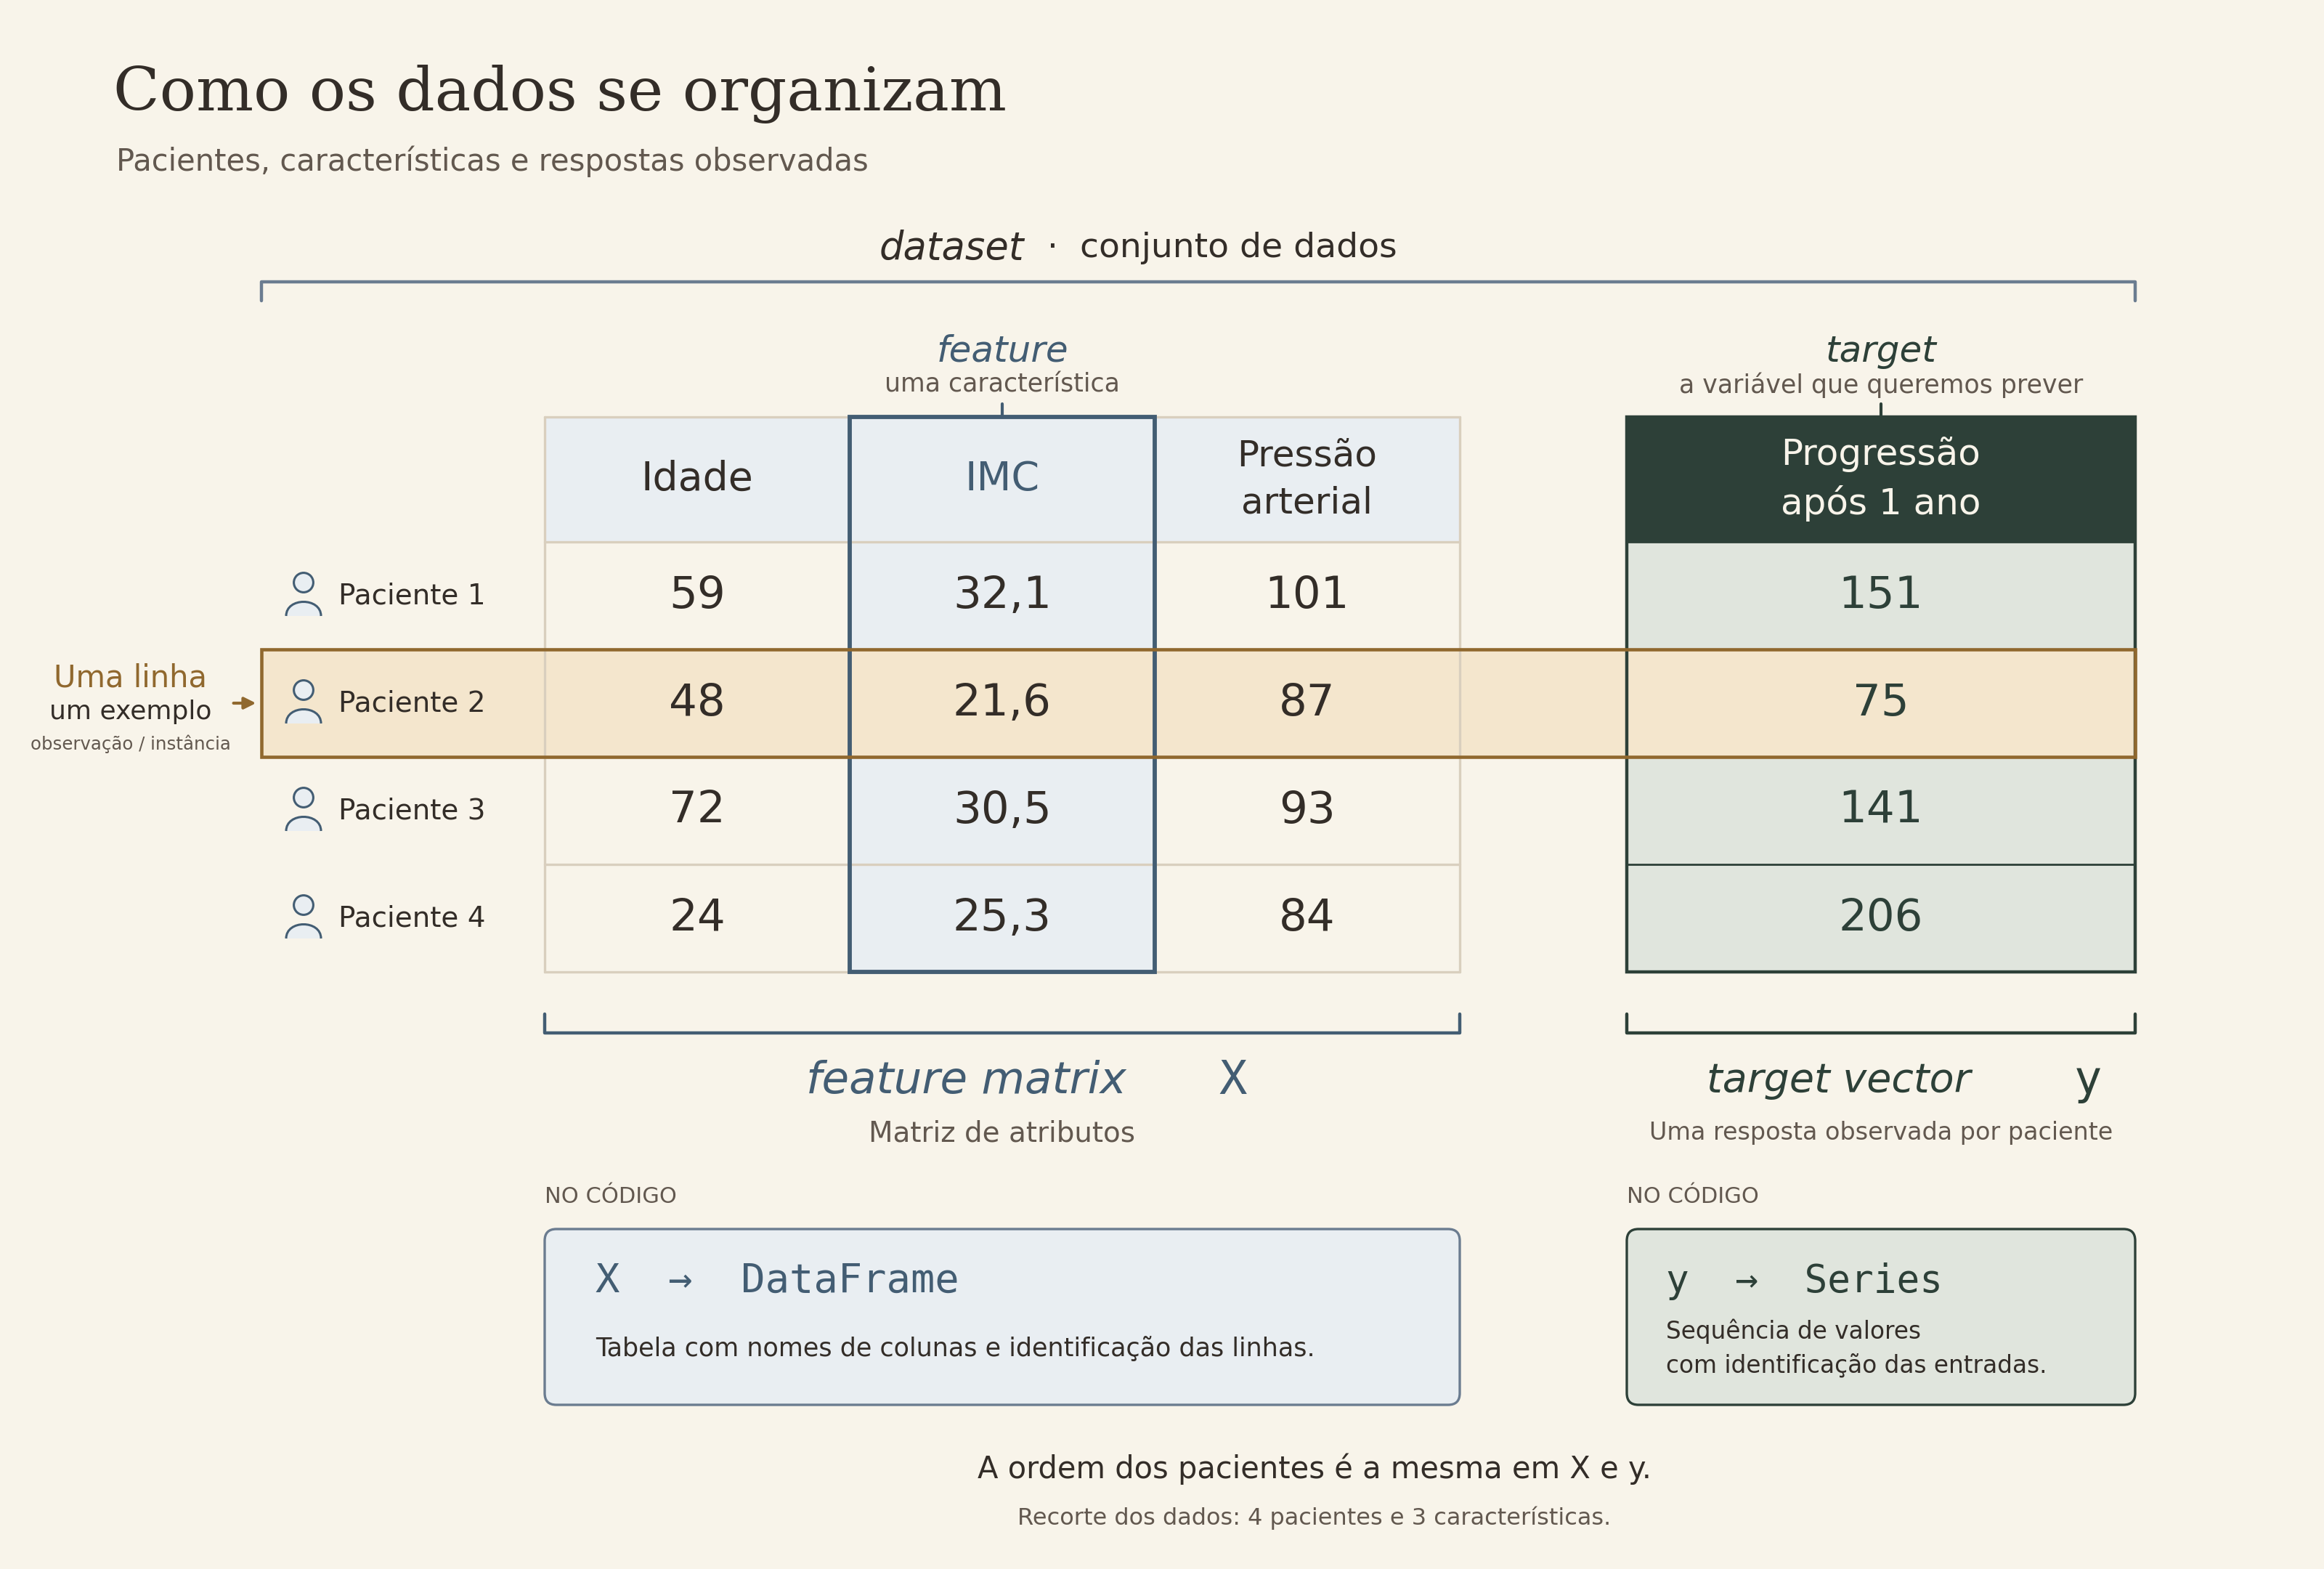 Como os dados se organizam
Pacientes, características e respostas observadas
dataset · conjunto de dados
feature
uma característica
target
a variável que queremos prever
Idade
IMC
Pressão
arterial
Progressão
após 1 ano
Paciente 1 59 32,1 101 151
Uma linha
um exemplo
observação / instância
Paciente 2 48 21,6 87 75
Paciente 3 72 30,5 93 141
Paciente 4 24 25,3 84 206
feature matrix X
Matriz de atributos
target vector y
Uma resposta observada por paciente
NO CÓDIGO
X → DataFrame
Tabela com nomes de colunas e identificação das linhas.
NO CÓDIGO
y → Series
Sequência de valores
com identificação das entradas.
A ordem dos pacientes é a mesma em X e y.
Recorte dos dados: 4 pacientes e 3 características.